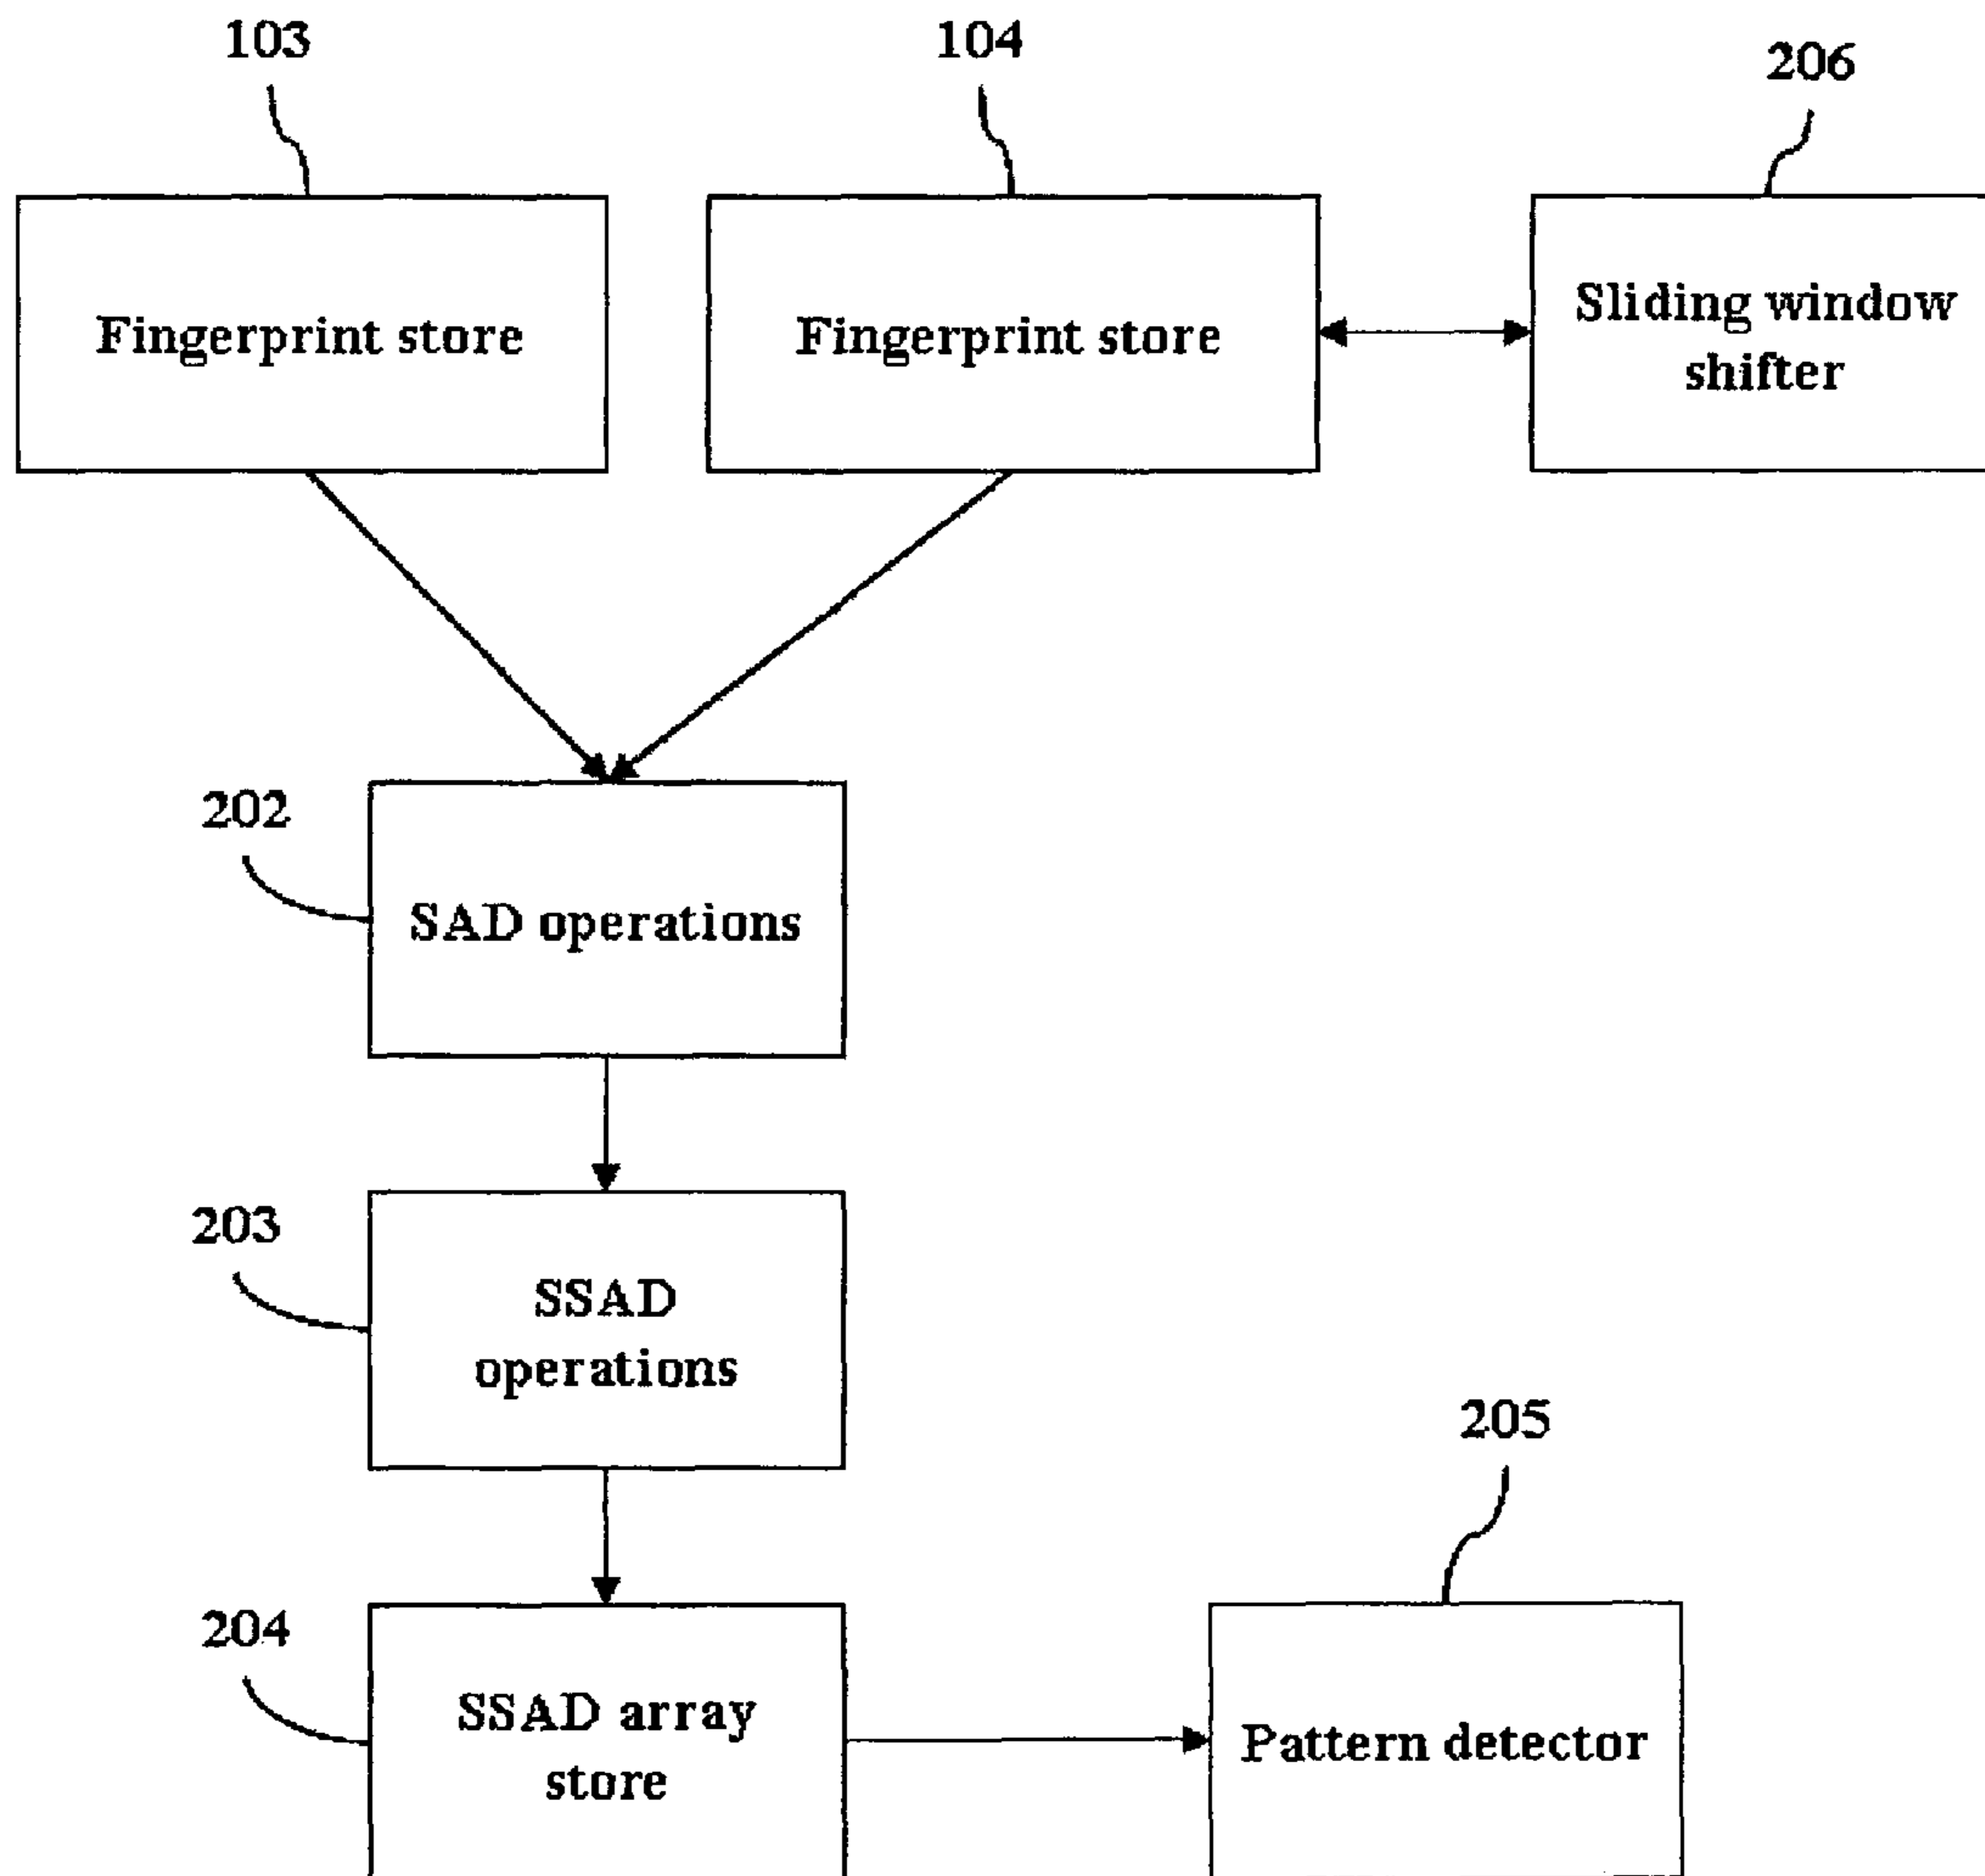 103
104
206
Fingerprint store
Fingerprint store
Sliding window
shifter
202
SAD operations
203
SSAD
operations
205
204
SSAD array
store
Pattern detector